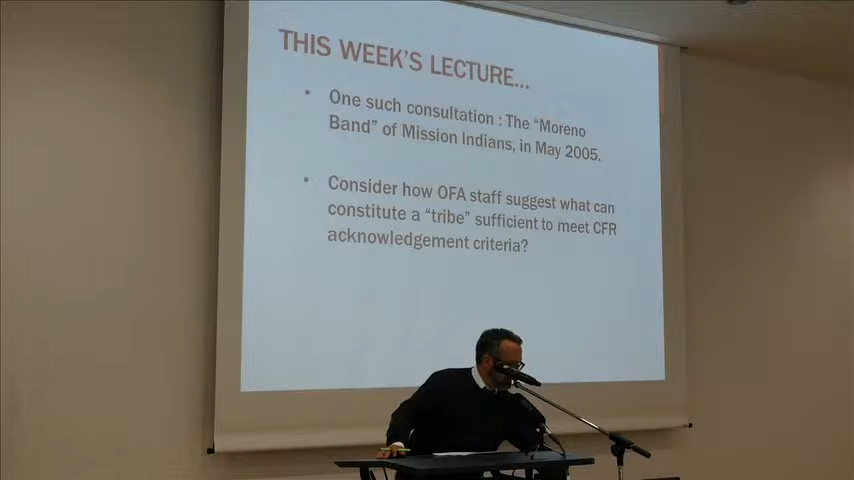 THIS WEEK'S LECTURE...
• One such consultation : The “Moreno
Band” of Mission Indians, in May 2005.
• Consider how OFA staff suggest what can
constitute a “tribe” sufficient to meet CFR
acknowledgement criteria?